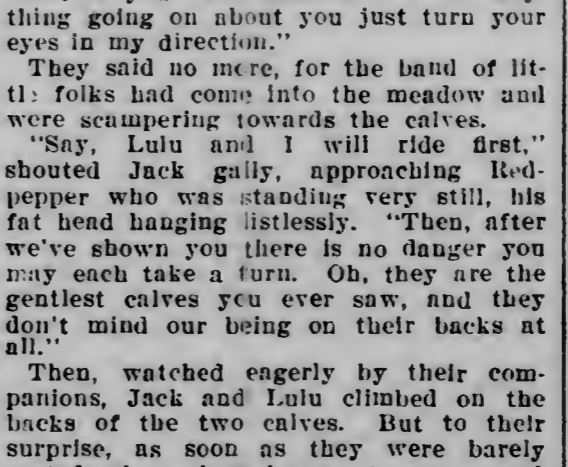 thing going on about you just turn your
eyes in my direction."
They said no more, for the band of lit-
tle folks had come into the meadow and
were scampering towards the calves.
"Say, Lulu and I will ride first,"
shouted Jack gaily, approaching Red-
pepper who was standing very still, his
fat head hanging listlessly. "Then, after
we've shown you there is no danger you
may each take a turn. Oh, they are the
gentlest calves you ever saw, and they
don't mind our being on their backs at
all."
Then, watched eagerly by their com-
panions, Jack and Lulu climbed on the
backs of the two calves. But to their
surprise, as soon as they were barely